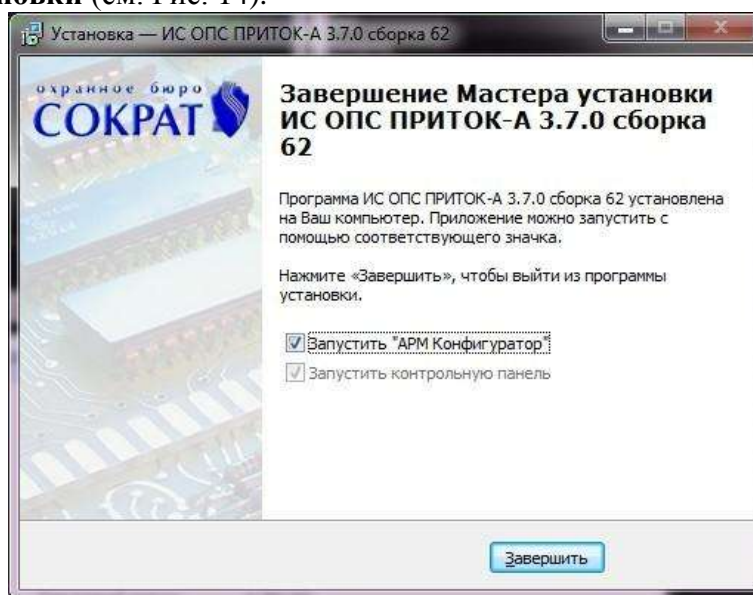 новки (см. Рис. 14).
Установка — ИС ОПС ПРИТОК-А 3.7.0 сборка 62
охранное бюро
СОКРАТ
Завершение Мастера установки
ИС ОПС ПРИТОК-А 3.7.0 сборка
62
Программа ИС ОПС ПРИТОК-А 3.7.0 сборка 62 установлена
на Ваш компьютер. Приложение можно запустить с
помощью соответствующего значка.
Нажмите «Завершить», чтобы выйти из программы
установки.
Запустить "АРМ Конфигуратор"
Запустить контрольную панель
Завершить